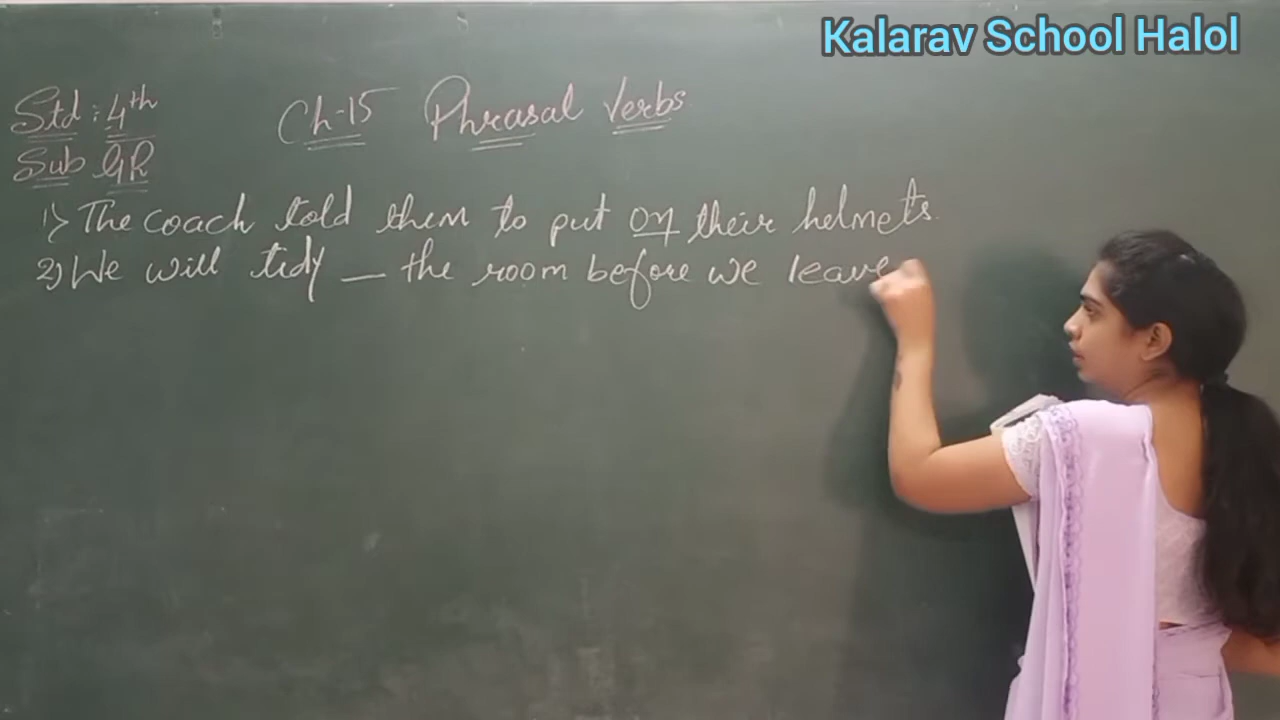 Kalarav School Halol
Std : 4th
Ch-15 Phrasal Verbs
Sub GR
1) The coach told them to put on their helmets.
2) We will tidy — the room before we leave